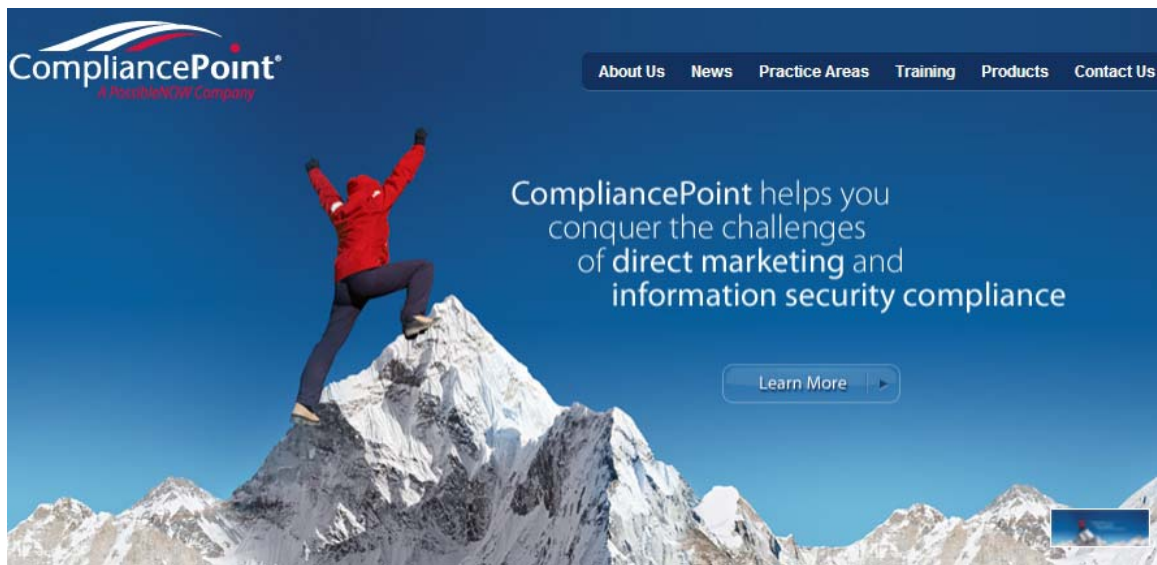 CompliancePoint®
A PossibleNOW Company
About Us News Practice Areas Training Products Contact Us
CompliancePoint helps you
conquer the challenges
of direct marketing and
information security compliance
Learn More